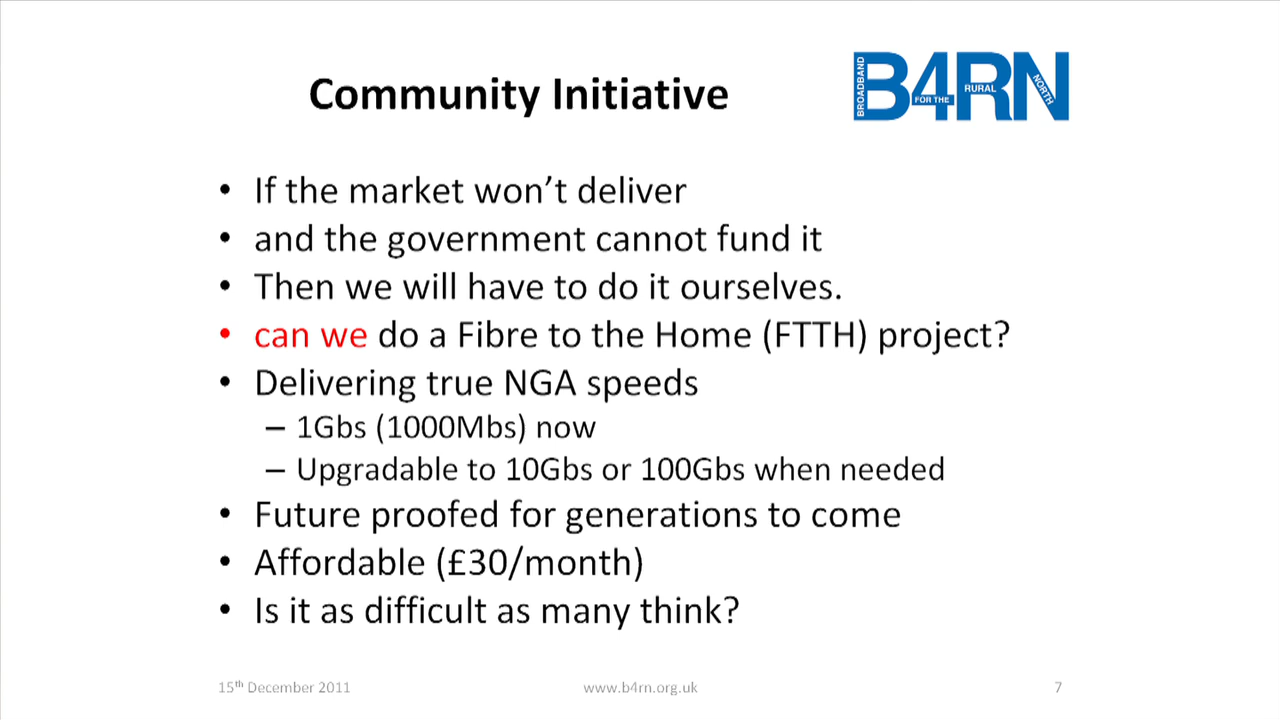 Community Initiative
BROADBAND
B4RN
FOR THE
RURAL
NORTH
• If the market won’t deliver
• and the government cannot fund it
• Then we will have to do it ourselves.
• can we do a Fibre to the Home (FTTH) project?
• Delivering true NGA speeds
– 1Gbs (1000Mbs) now
– Upgradable to 10Gbs or 100Gbs when needed
• Future proofed for generations to come
• Affordable (£30/month)
• Is it as difficult as many think?
15th December 2011
www.b4rn.org.uk
7